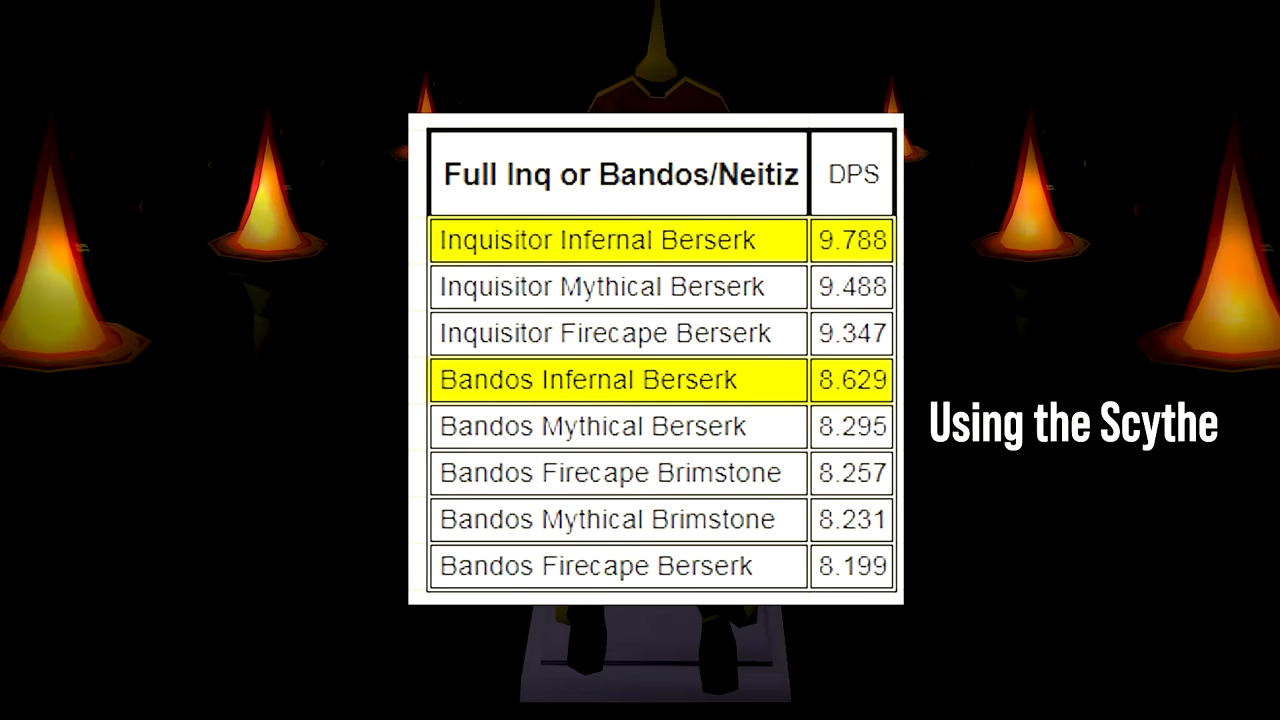 Full Inq or Bandos/Neitiz DPS
Inquisitor Infernal Berserk 9.788
Inquisitor Mythical Berserk 9.488
Inquisitor Firecape Berserk 9.347
Bandos Infernal Berserk 8.629
Bandos Mythical Berserk 8.295
Bandos Firecape Brimstone 8.257
Bandos Mythical Brimstone 8.231
Bandos Firecape Berserk 8.199
Using the Scythe